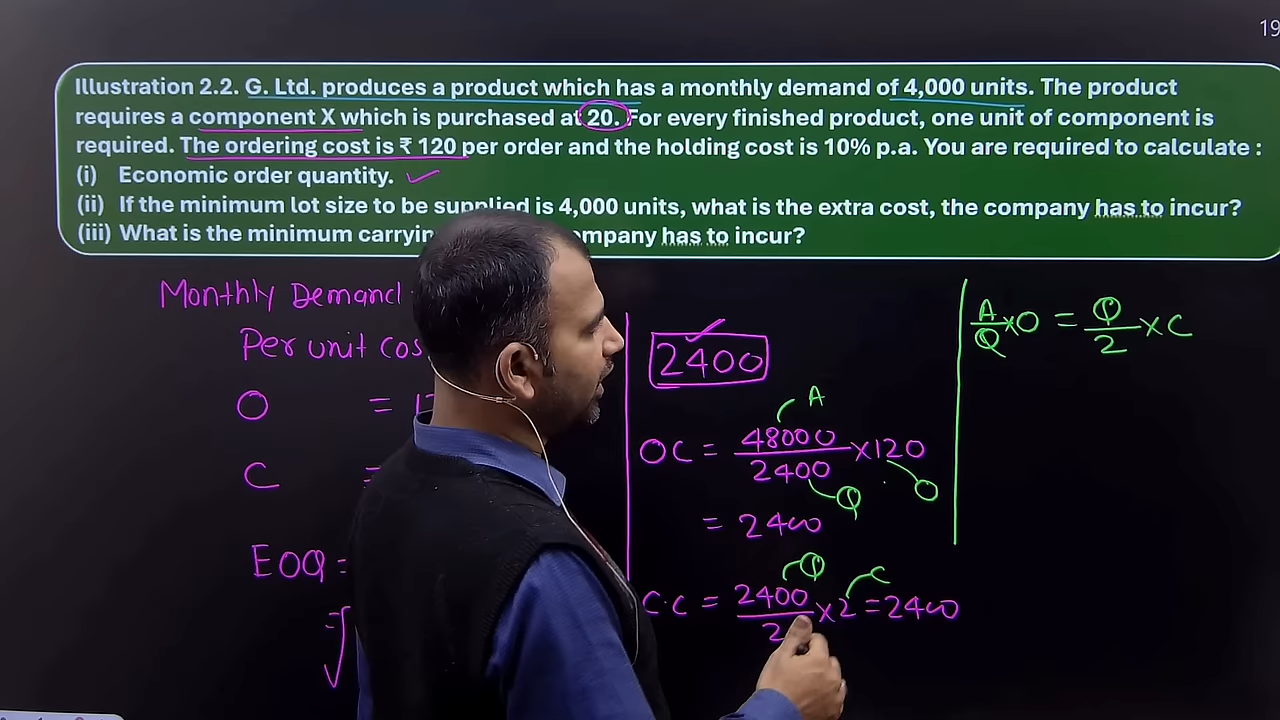 19
Illustration 2.2. G. Ltd. produces a product which has a monthly demand of 4,000 units. The product
requires a component X which is purchased at 20. For every finished product, one unit of component is
required. The ordering cost is ₹ 120 per order and the holding cost is 10% p.a. You are required to calculate :
(i) Economic order quantity.
(ii) If the minimum lot size to be supplied is 4,000 units, what is the extra cost, the company has to incur?
(iii) What is the minimum company has to incur?
Monthly Demand
Per unit
O =
C =
EOQ =
√
2400
A
OC = 48000/2400 × 120
Q O
= 2400
Q C
C.C = 2400/2 × 2 = 2400
A/Q × O = Q/2 × C